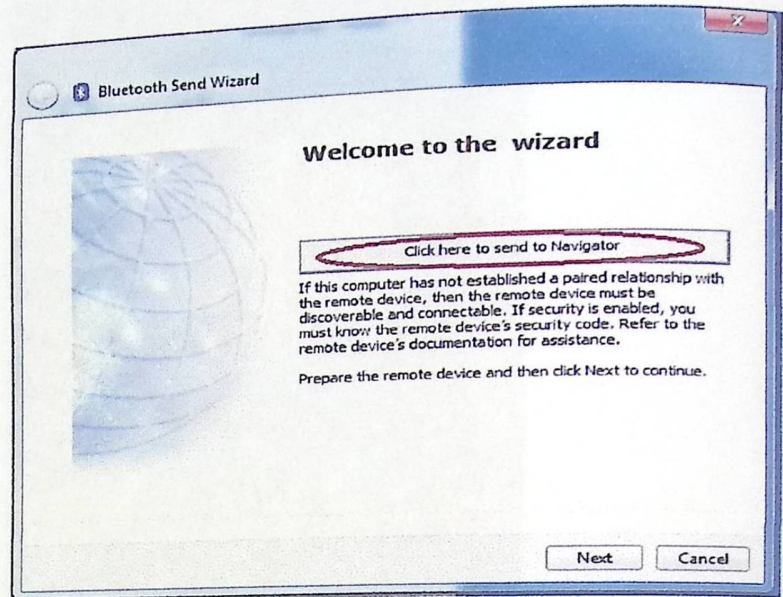 Bluetooth Send Wizard
Welcome to the wizard
Click here to send to Navigator
If this computer has not established a paired relationship with
the remote device, then the remote device must be
discoverable and connectable. If security is enabled, you
must know the remote device's security code. Refer to the
remote device's documentation for assistance.
Prepare the remote device and then click Next to continue.
Next
Cancel